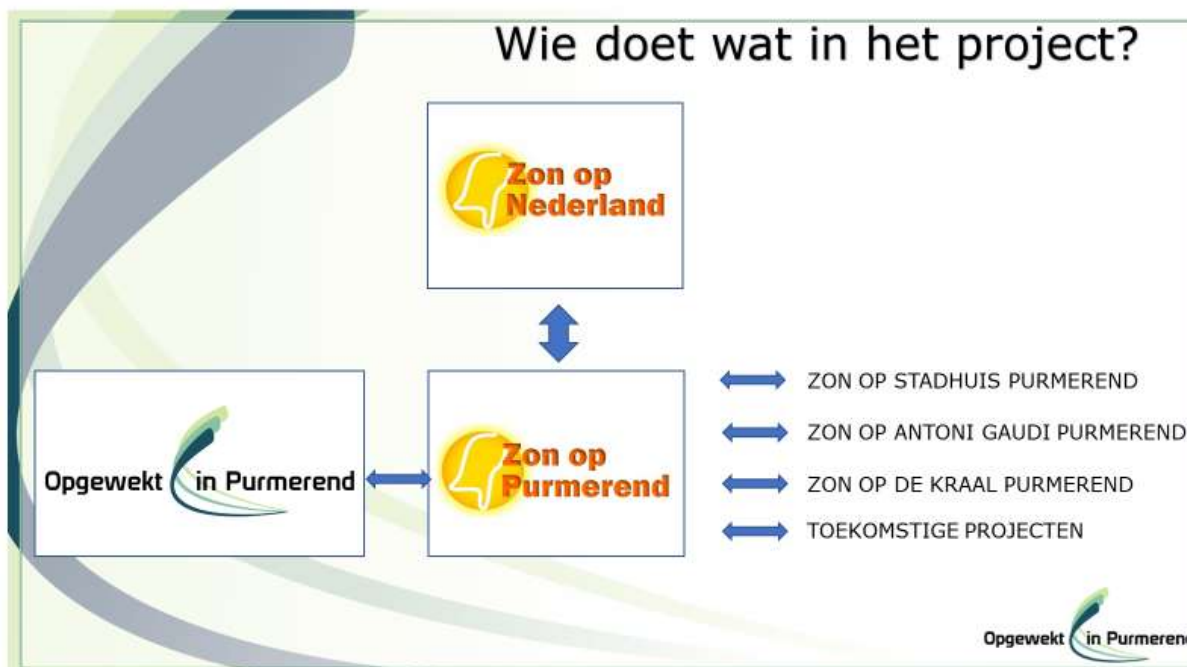 Wie doet wat in het project?
Zon op
Nederland
Opgewekt in Purmerend
Zon op
Purmerend
ZON OP STADHUIS PURMEREND
ZON OP ANTONI GAUDI PURMEREND
ZON OP DE KRAAL PURMEREND
TOEKOMSTIGE PROJECTEN
Opgewekt in Purmerend